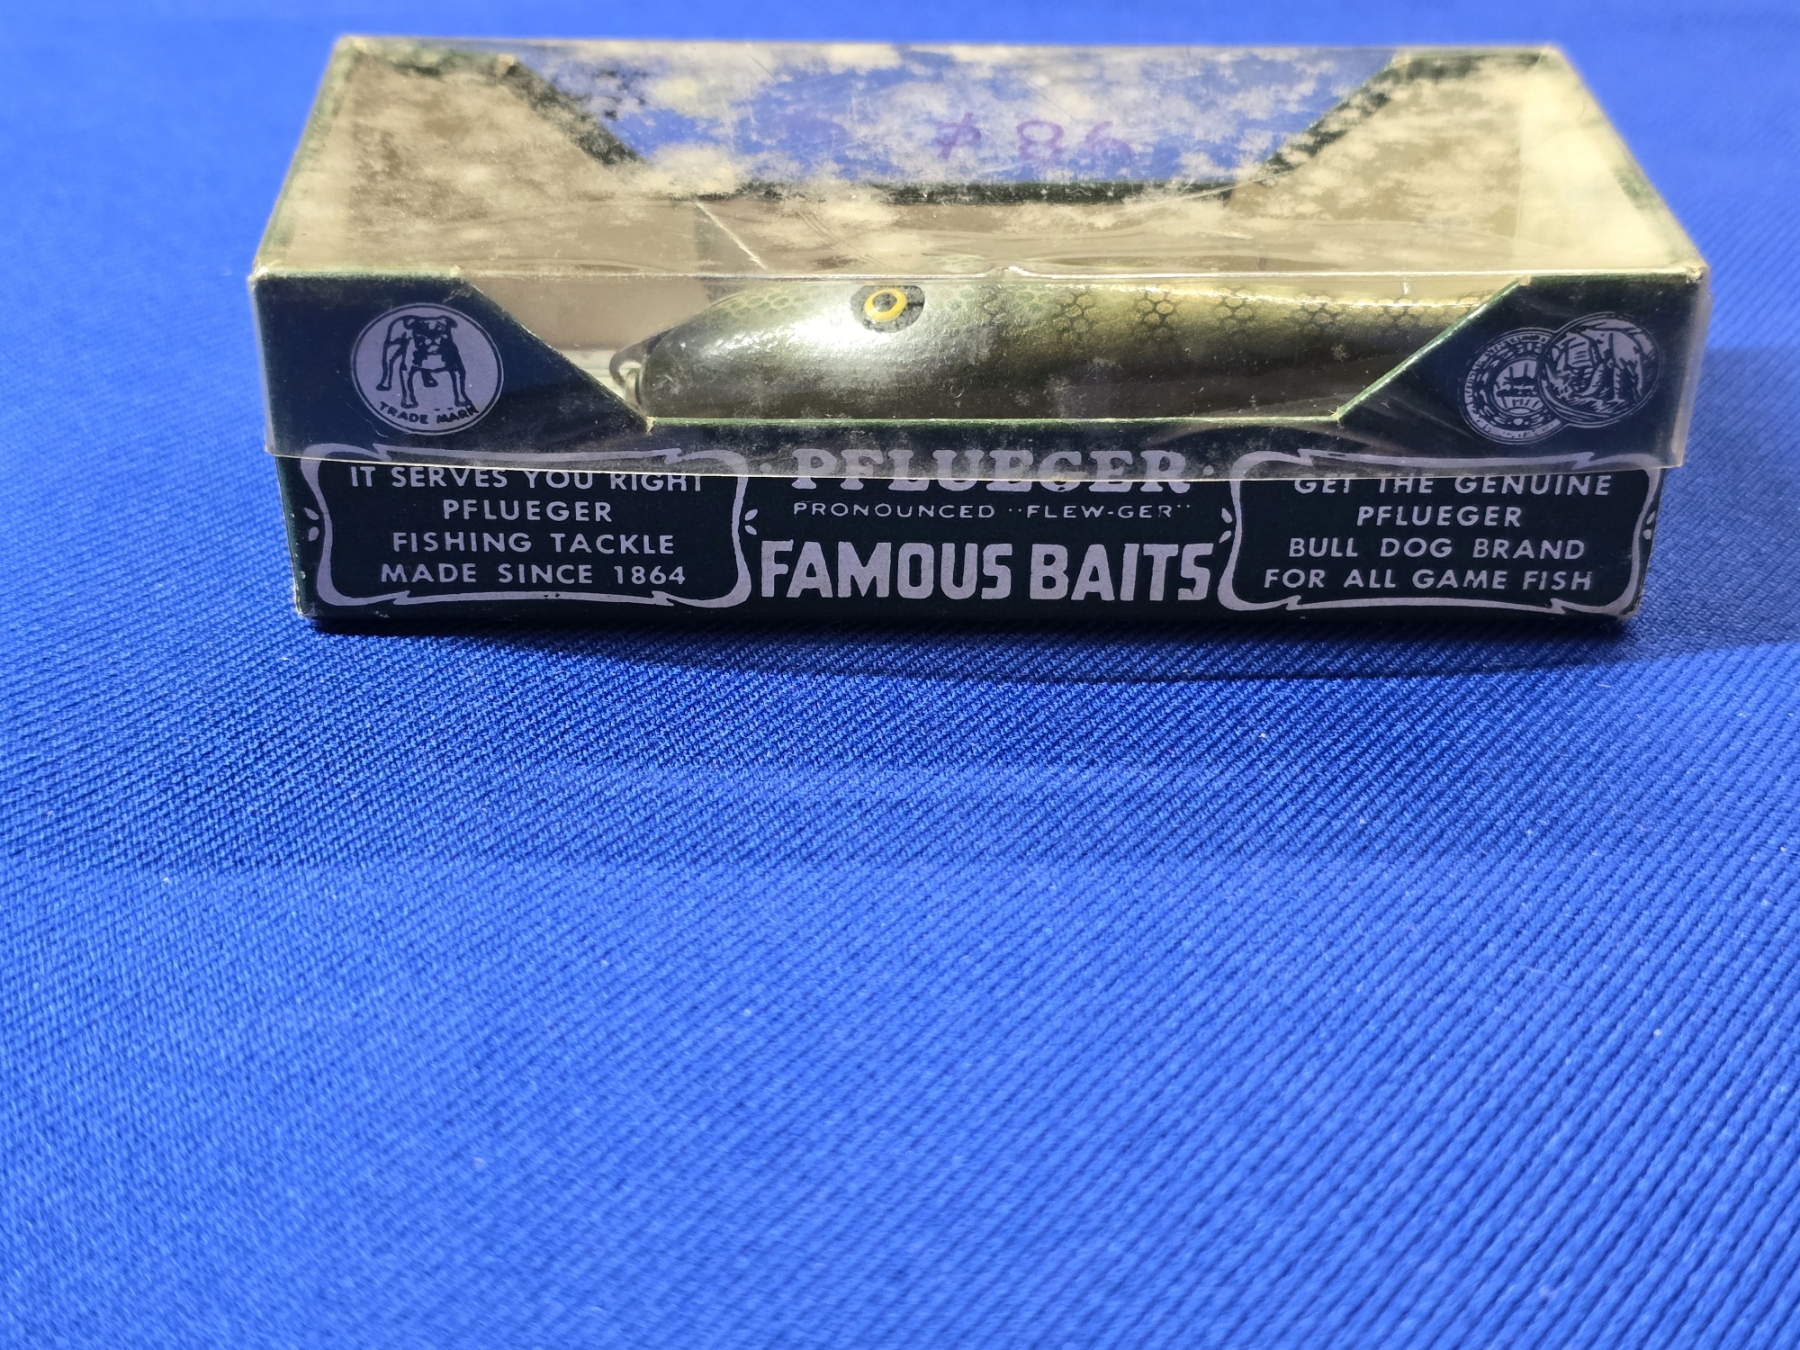 TRADE MARK
IT SERVES YOU RIGHT
PFLUEGER
FISHING TACKLE
MADE SINCE 1864
PFLUEGER
PRONOUNCED "FLEW-GER"
FAMOUS BAITS
GET THE GENUINE
PFLUEGER
BULL DOG BRAND
FOR ALL GAME FISH